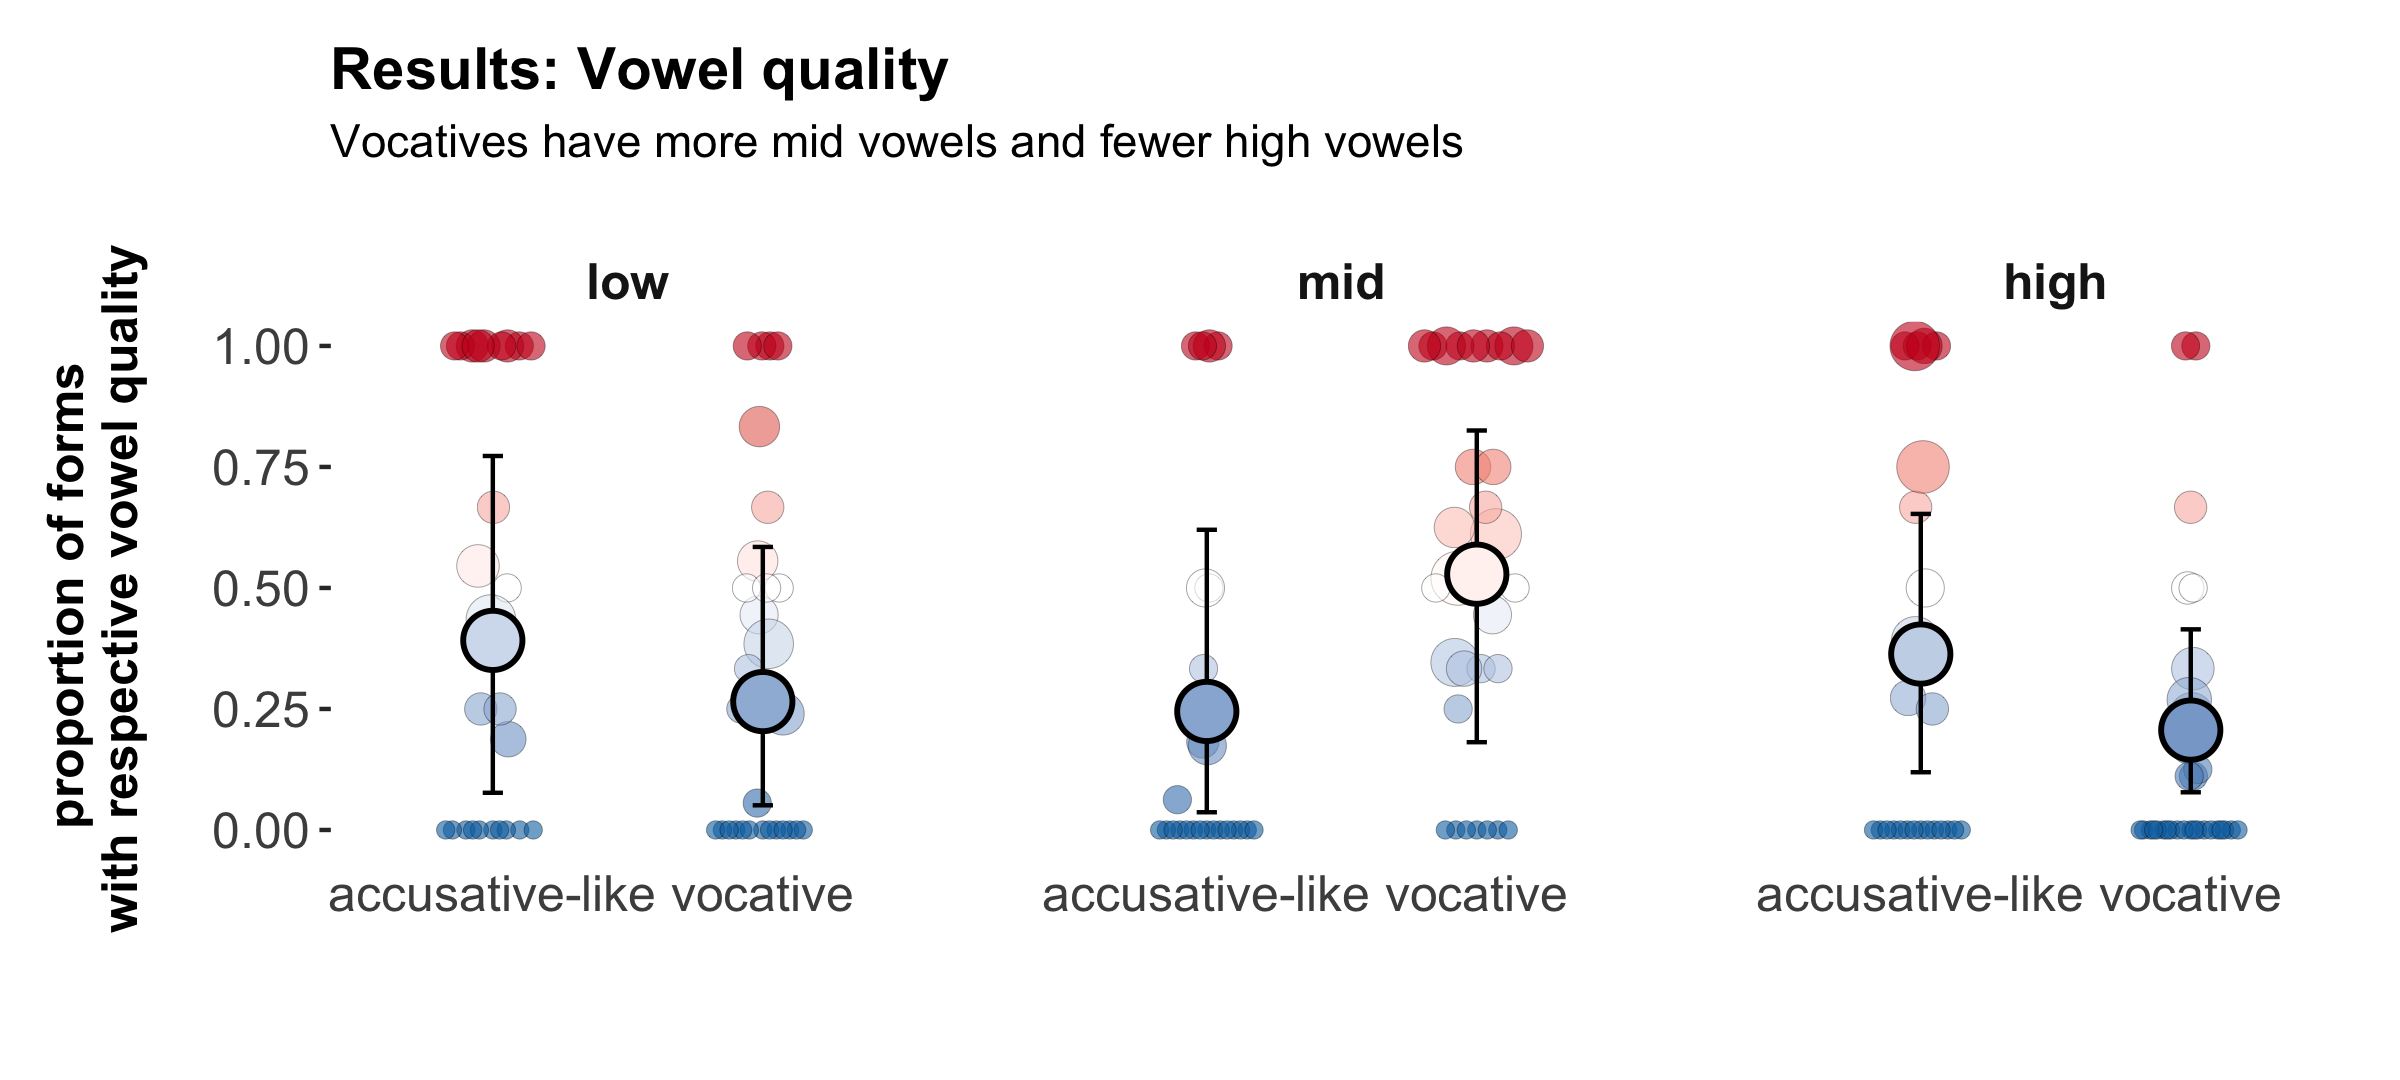 Results: Vowel quality
Vocatives have more mid vowels and fewer high vowels
proportion of forms
with respective vowel quality
low
mid
high
1.00
0.75
0.50
0.25
0.00
accusative-like vocative
accusative-like vocative
accusative-like vocative